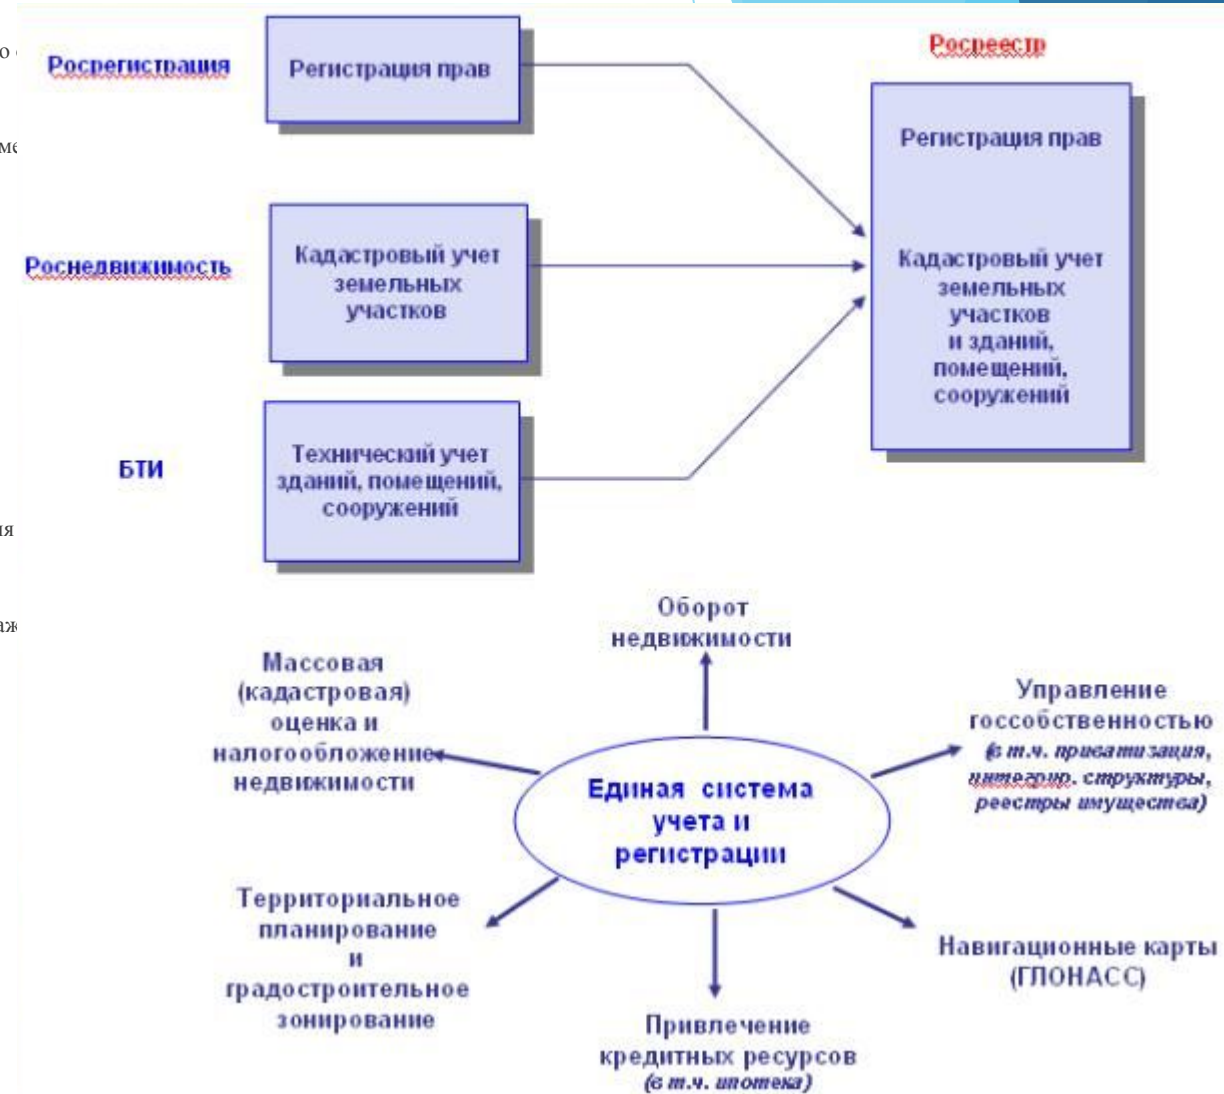 Росрегистрация
Регистрация прав
Росреестр
Регистрация прав
Роснедвижимость
Кадастровый учет
земельных
участков
Кадастровый учет
земельных
участков
и зданий,
помещений,
сооружений
БТИ
Технический учет
зданий, помещений,
сооружений
Оборот
недвижимости
Массовая
(кадастровая)
оценка и
налогообложение
недвижимости
Управление
госсобственностью
(в т.ч. приватизация,
интегрир. структуры,
реестры имущества)
Единая система
учета и
регистрации
Территориальное
планирование
и
градостроительное
зонирование
Навигационные карты
(ГЛОНАСС)
Привлечение
кредитных ресурсов
(в т.ч. ипотека)